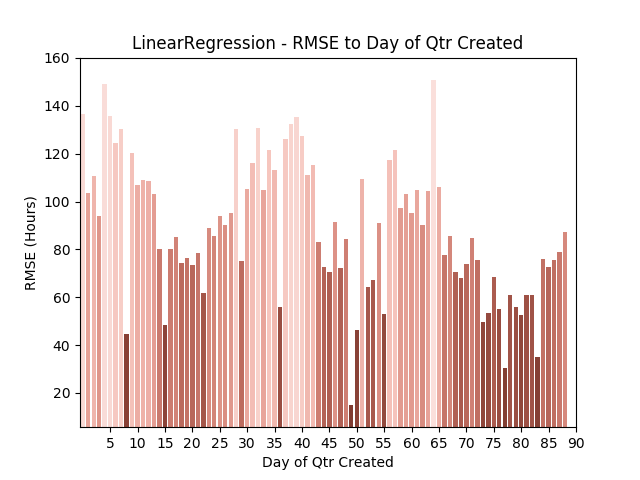 LinearRegression - RMSE to Day of Qtr Created
160
140
120
100
80
60
40
20
RMSE (Hours)
5 10 15 20 25 30 35 40 45 50 55 60 65 70 75 80 85 90
Day of Qtr Created